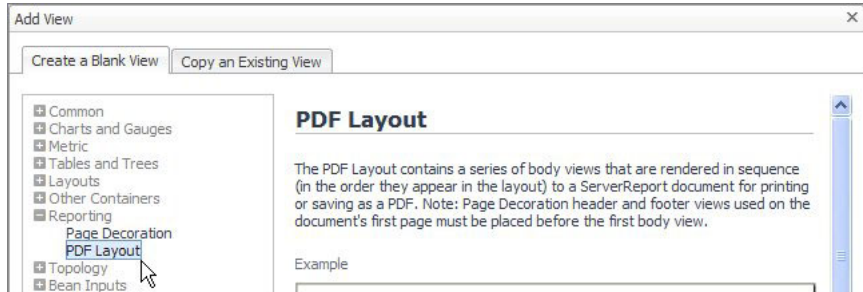 Add View
Create a Blank View
Copy an Existing View
Common
Charts and Gauges
Metric
Tables and Trees
Layouts
Other Containers
Reporting
Page Decoration
PDF Layout
Topology
Bean Inputs
PDF Layout
The PDF Layout contains a series of body views that are rendered in sequence
(in the order they appear in the layout) to a ServerReport document for printing
or saving as a PDF. Note: Page Decoration header and footer views used on the
document's first page must be placed before the first body view.
Example